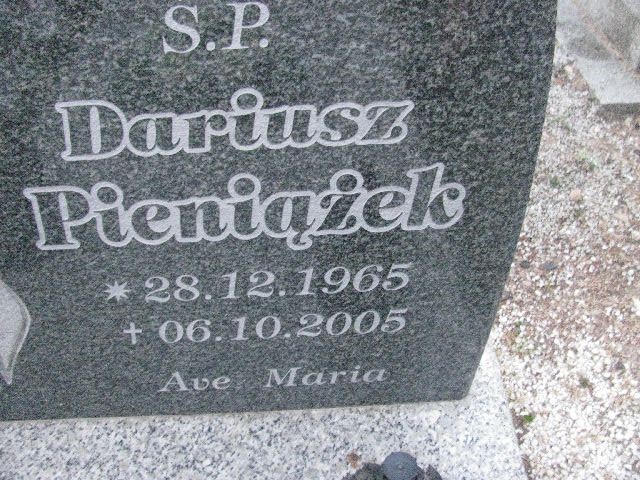 S.P.
Dariusz
Pieniążek
* 28.12.1965
✝ 06.10.2005
Ave Maria